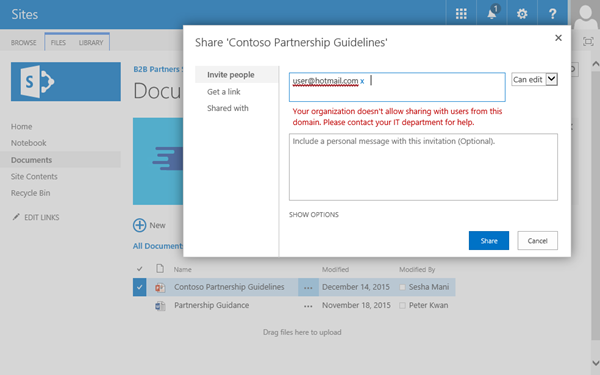 Sites
1
?
BROWSE FILES LIBRARY
B2B Partners S
Docu
Home
Notebook
Documents
Site Contents
Recycle Bin
EDIT LINKS
New
All Documents
Name Modified Modified By
Contoso Partnership Guidelines ... December 14, 2015 Sesha Mani
Partnership Guidance November 18, 2015 Peter Kwan
Drag files here to upload
Share 'Contoso Partnership Guidelines'
Invite people
Get a link
Shared with
user@hotmail.com x
Can edit
Your organization doesn't allow sharing with users from this
domain. Please contact your IT department for help.
Include a personal message with this invitation (Optional).
SHOW OPTIONS
Share Cancel